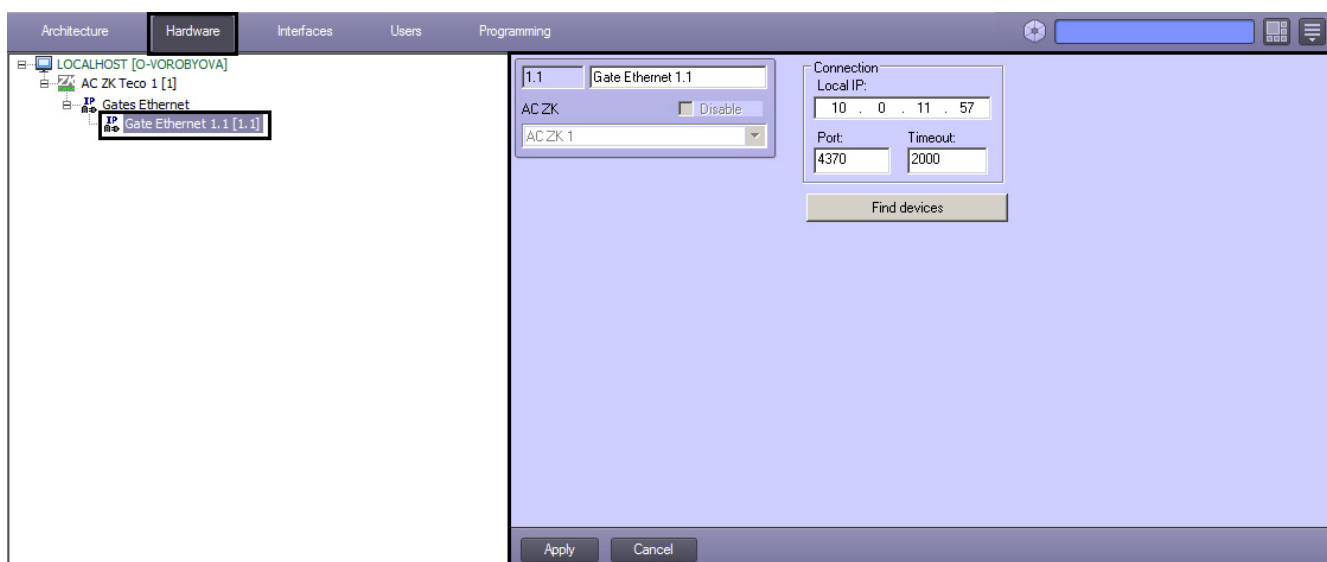 Architecture Hardware Interfaces Users Programming
LOCALHOST [O-VOROBYOVA]
AC ZK Teco 1 [1]
IP Gates Ethernet
IP Gate Ethernet 1.1 [1.1]
1.1 Gate Ethernet 1.1
AC ZK Disable
AC ZK 1
Connection
Local IP:
10 . 0 . 11 . 57
Port: Timeout:
4370 2000
Find devices
Apply Cancel